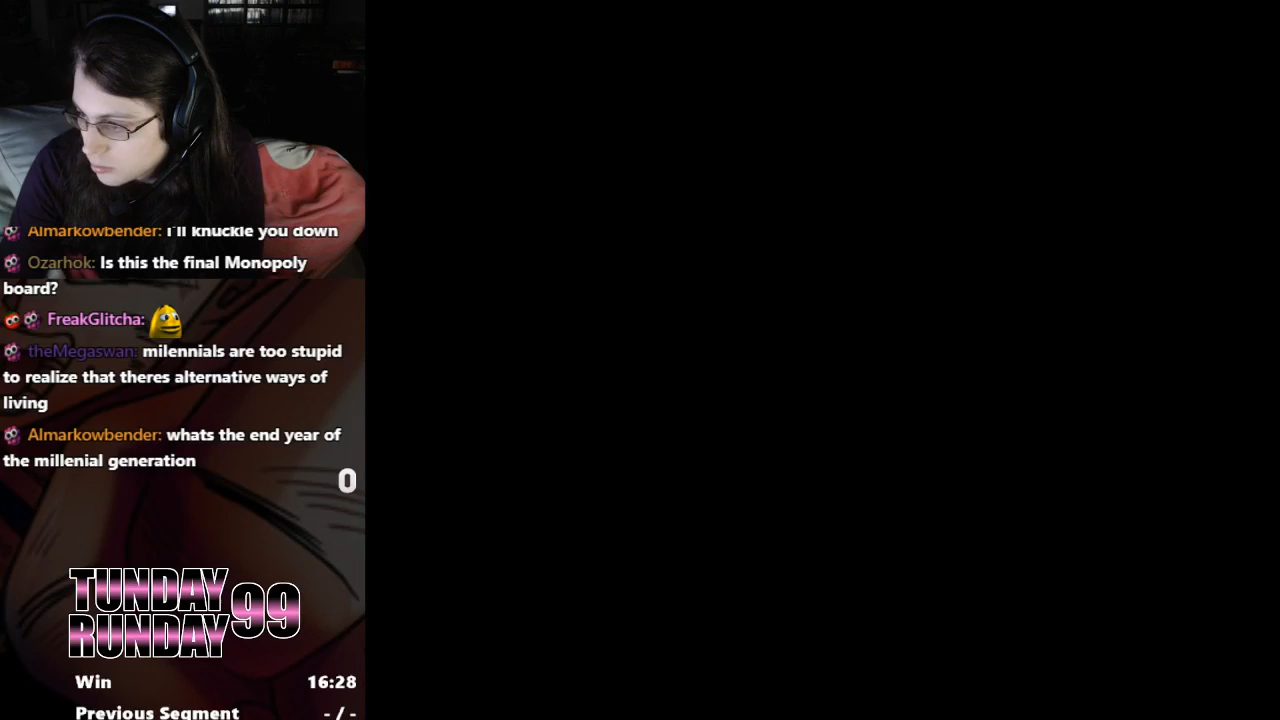 Almarkowbender: i'll knuckle you down
Ozarhok: Is this the final Monopoly
board?
FreakGlitcha:
theMegaswan: milennials are too stupid
to realize that theres alternative ways of
living
Almarkowbender: whats the end year of
the millenial generation
0
TUNDAY
RUNDAY 99
Win 16:28
Previous Segment - / -